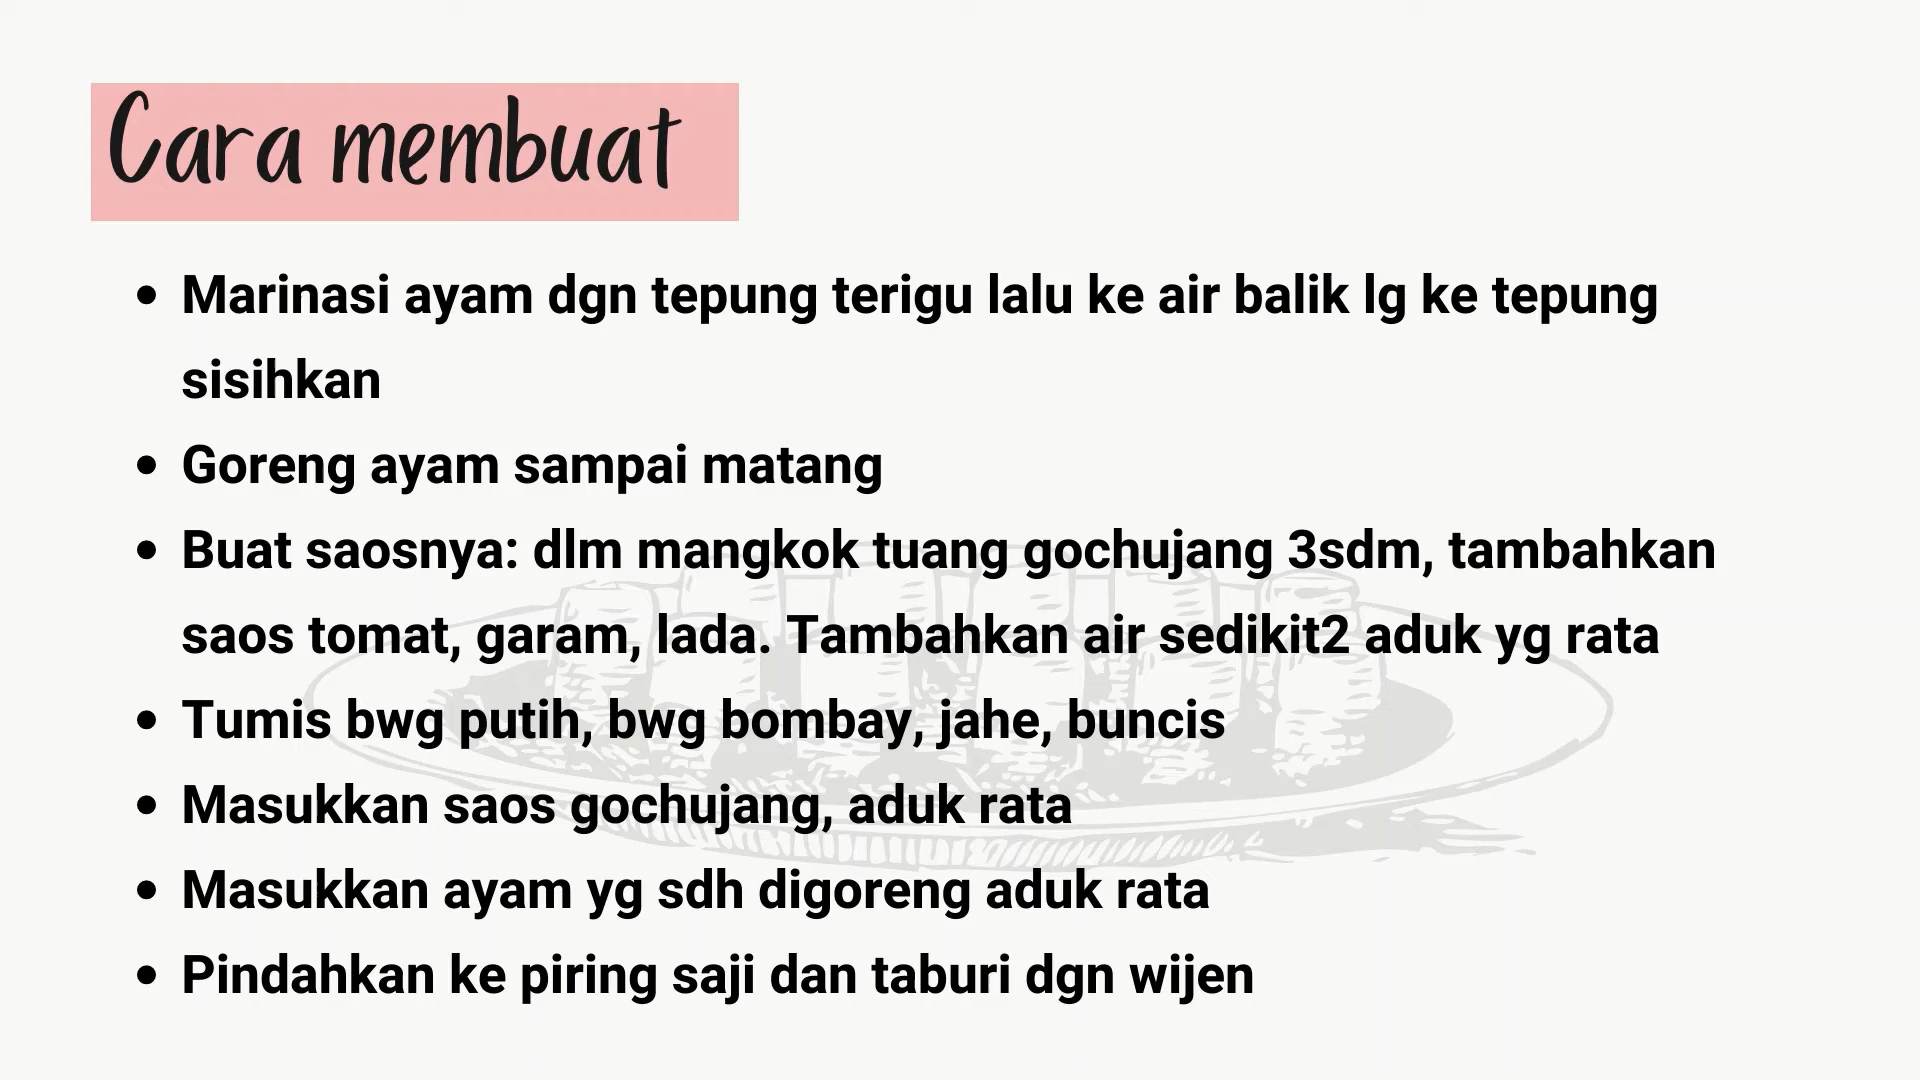 Cara membuat
• Marinasi ayam dgn tepung terigu lalu ke air balik lg ke tepung
sisihkan
• Goreng ayam sampai matang
• Buat saosnya: dlm mangkok tuang gochujang 3sdm, tambahkan
saos tomat, garam, lada. Tambahkan air sedikit2 aduk yg rata
• Tumis bwg putih, bwg bombay, jahe, buncis
• Masukkan saos gochujang, aduk rata
• Masukkan ayam yg sdh digoreng aduk rata
• Pindahkan ke piring saji dan taburi dgn wijen